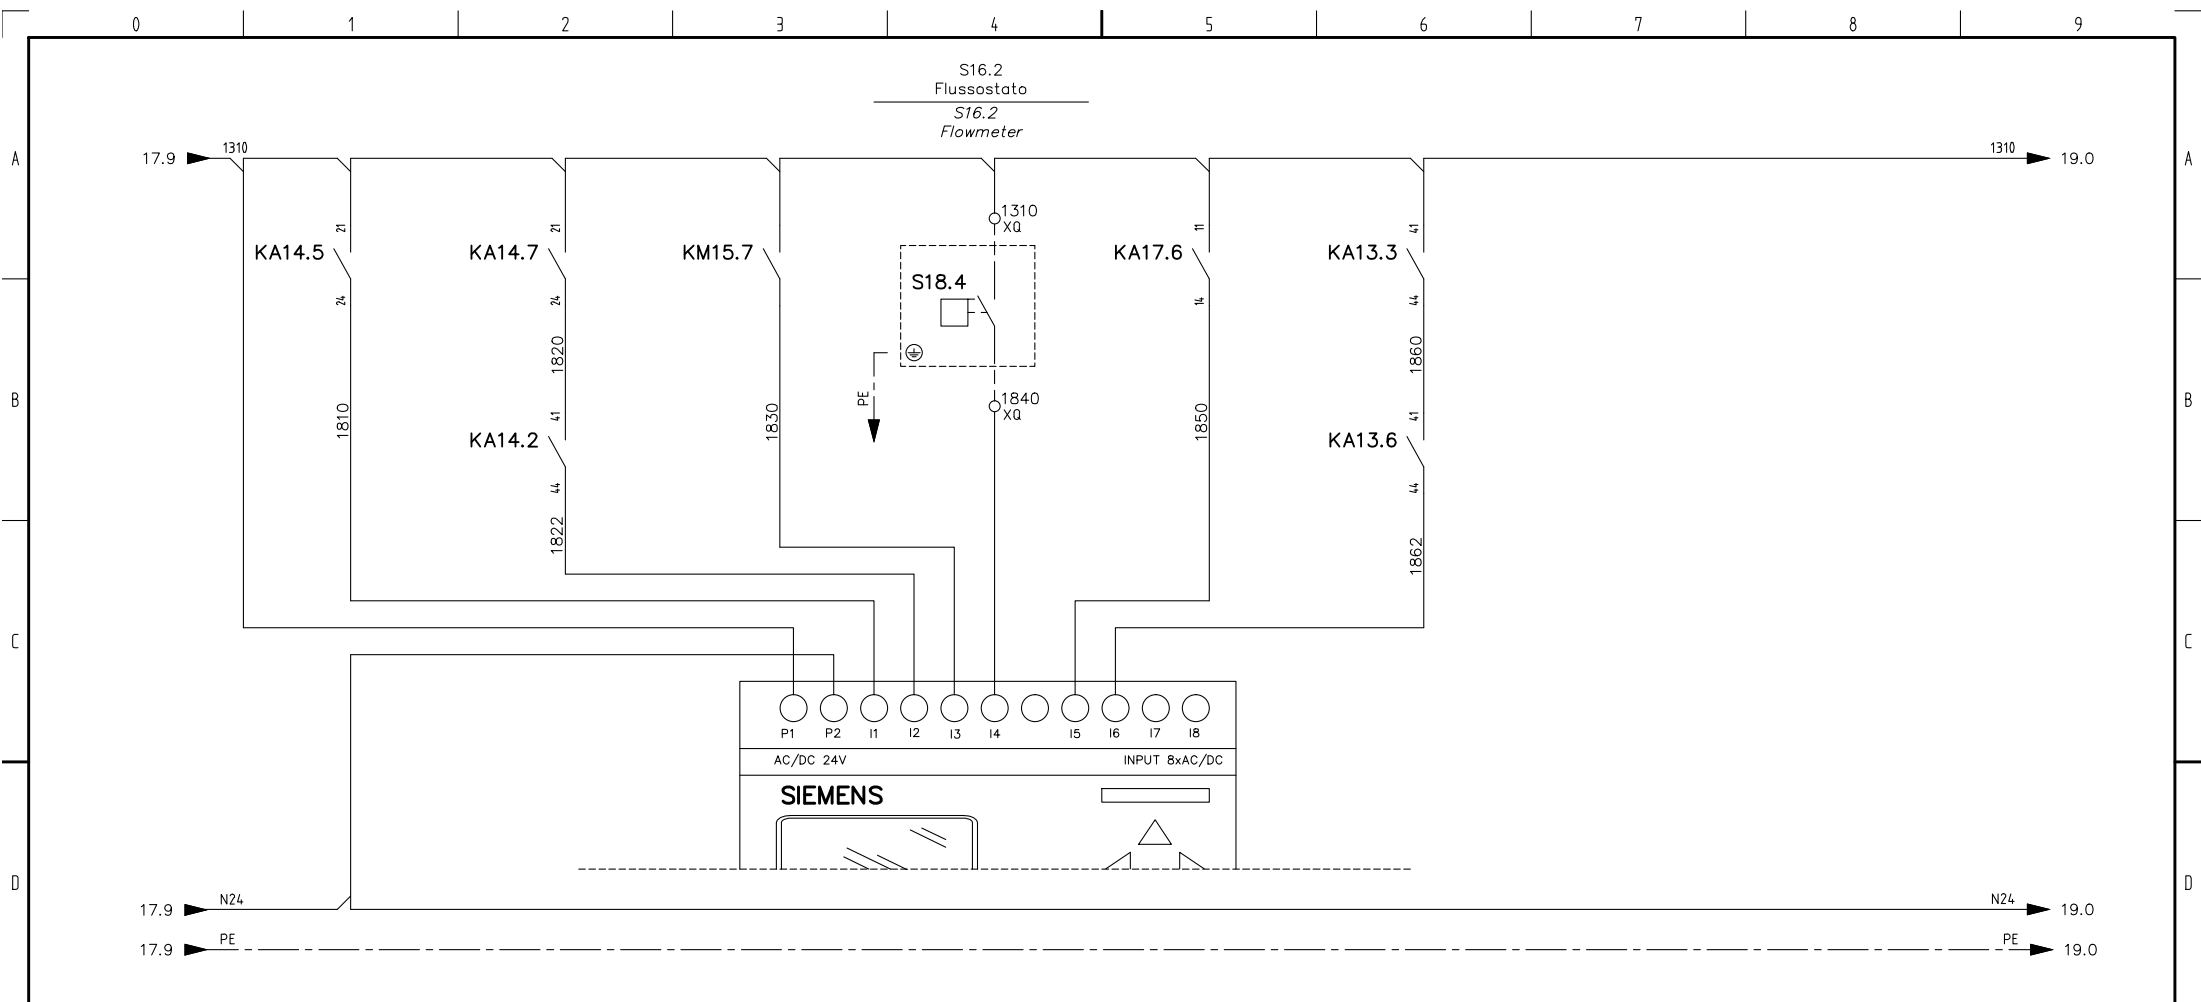 0 1 2 3 4 5 6 7 8 9
S16.2
Flussostato
S16.2
Flowmeter
A 17.9 1310 1310 19.0 A
1310
XQ
21 21 11 41
KA14.5 KA14.7 KM15.7 KA17.6 KA13.3
S18.4
24 24 14 44
1820 1860
PE
1840
XQ
B 1810 41 1830 1850 41 B
KA14.2 KA13.6
44 44
1822 1862
C C
P1 P2 I1 I2 I3 I4 I5 I6 I7 I8
AC/DC 24V INPUT 8xAC/DC
SIEMENS
D D
17.9 N24 N24 19.0
17.9 PE PE 19.0